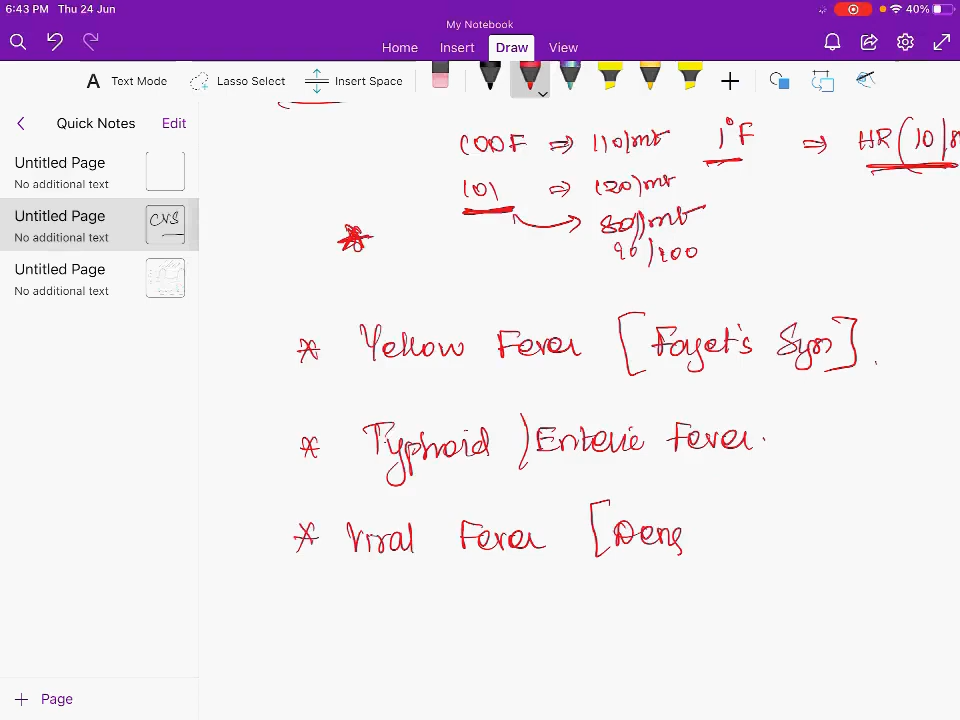 6:43 PM Thu 24 Jun
40%
My Notebook
Home Insert Draw View
Text Mode Lasso Select Insert Space
Quick Notes Edit
Untitled Page
No additional text
Untitled Page
No additional text
CNS
Untitled Page
No additional text
100F ⇒ 110/mt 1°F ⇒ HR (10/
101 ⇒ 120/mt
80/mt
90/100
* Yellow Fever [Faget's Sym].
* Typhoid / Enteric Fever.
* Viral Fever [Deng
+ Page